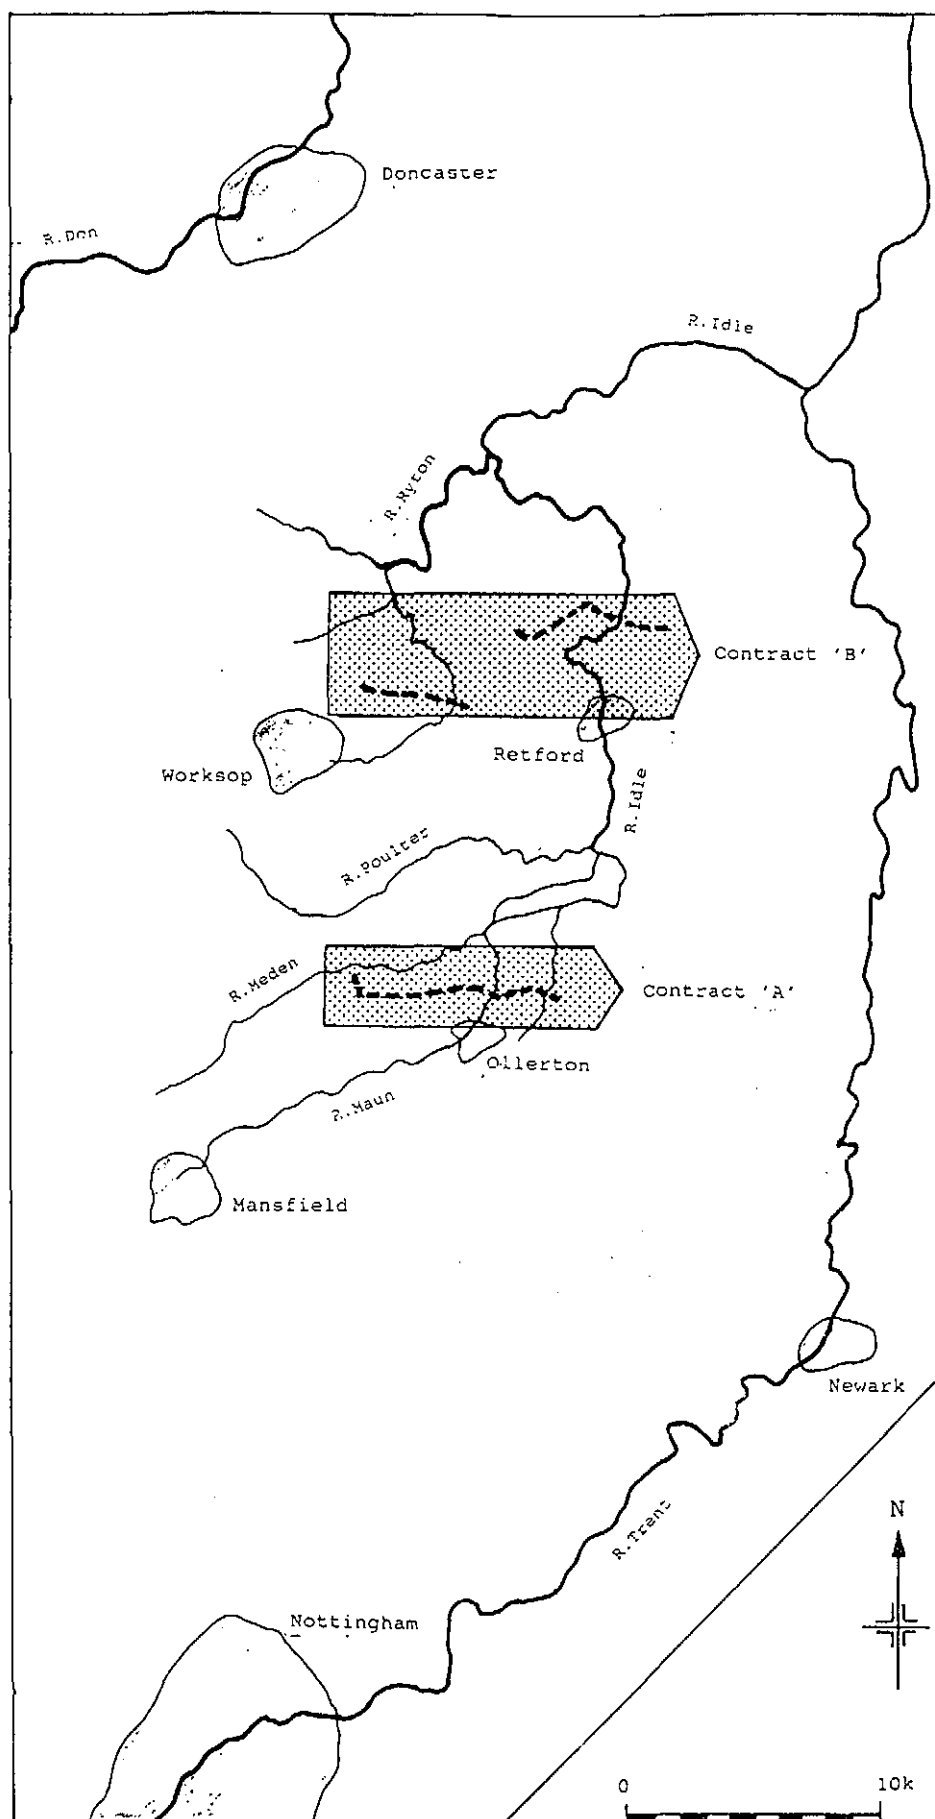 Doncaster
R.Don
R.Idle
R.Ryton
Contract 'B'
Retford
Worksop
R.Idle
R.Poulter
R.Meden
Contract 'A'
Ollerton
R.Maun
Mansfield
Newark
N
R.Trent
Nottingham
0 10k